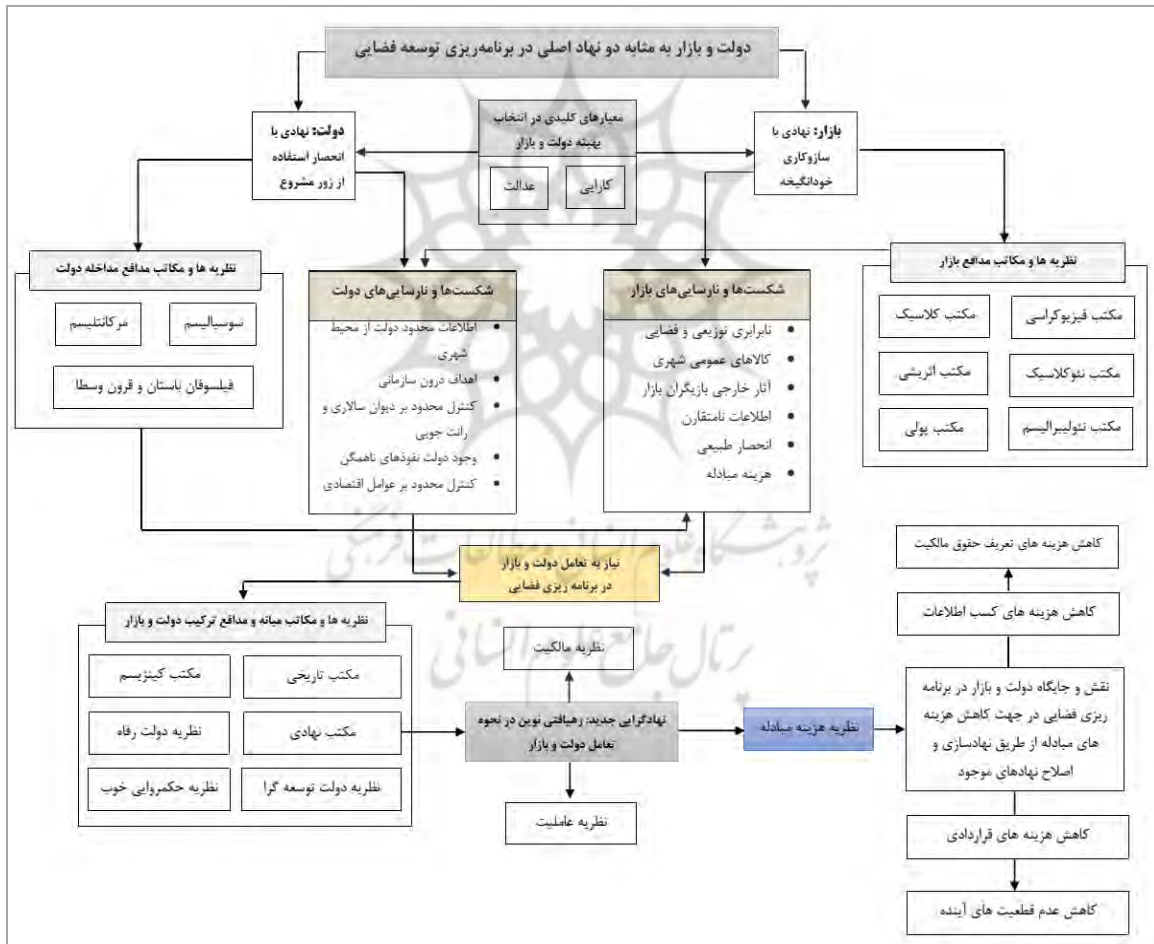 دولت و بازار به مثابه دو نهاد اصلی در برنامه‌ریزی توسعه فضایی
بازار: نهادی با
سازوکاری
خودانگیخه
معیارهای کلیدی در انتخاب
بهینه دولت و بازار
کارایی
عدالت
دولت: نهادی با
انحصار استفاده
از زور مشروع
نظریه ها و مکاتب مدافع بازار
مکتب فیزیوکراسی
مکتب کلاسیک
مکتب نئوکلاسیک
مکتب اتریشی
مکتب نئولیبرالیسم
مکتب پولی
شکست‌ها و نارسایی‌های بازار
• نابرابری توزیعی و فضایی
• کالاهای عمومی شهری
• آثار خارجی بازیگران بازار
• اطلاعات نامتقارن
• انحصار طبیعی
• هزینه مبادله
شکست‌ها و نارسایی‌های دولت
• اطلاعات محدود دولت از محیط
شهری
• اهداف درون سازمانی
• کنترل محدود بر دیوان سالاری و
رانت جویی
• وجود دولت نفوذهای ناهمگن
• کنترل محدود بر عوامل اقتصادی
نظریه ها و مکاتب مدافع مداخله دولت
سوسیالیسم
مرکانتلیسم
فیلسوفان باستان و قرون وسطا
نیاز به تعامل دولت و بازار
در برنامه ریزی فضایی
نظریه ها و مکاتب میانه و مدافع ترکیب دولت و بازار
مکتب تاریخی
مکتب کینزیسم
مکتب نهادی
نظریه دولت رفاه
نظریه دولت توسعه گرا
نظریه حکمروایی خوب
نظریه مالکیت
نهادگرایی جدید: رهیافتی نوین در نحوه
تعامل دولت و بازار
نظریه عاملیت
نظریه هزینه مبادله
کاهش هزینه های تعریف حقوق مالکیت
کاهش هزینه های کسب اطلاعات
نقش و جایگاه دولت و بازار در برنامه
ریزی فضایی در جهت کاهش هزینه
های مبادله از طریق نهادسازی و
اصلاح نهادهای موجود
کاهش هزینه های قراردادی
کاهش عدم قطعیت های آینده
پژوهشگاه علوم انسانی و مطالعات فرهنگی
پرتال جامع علوم انسانی